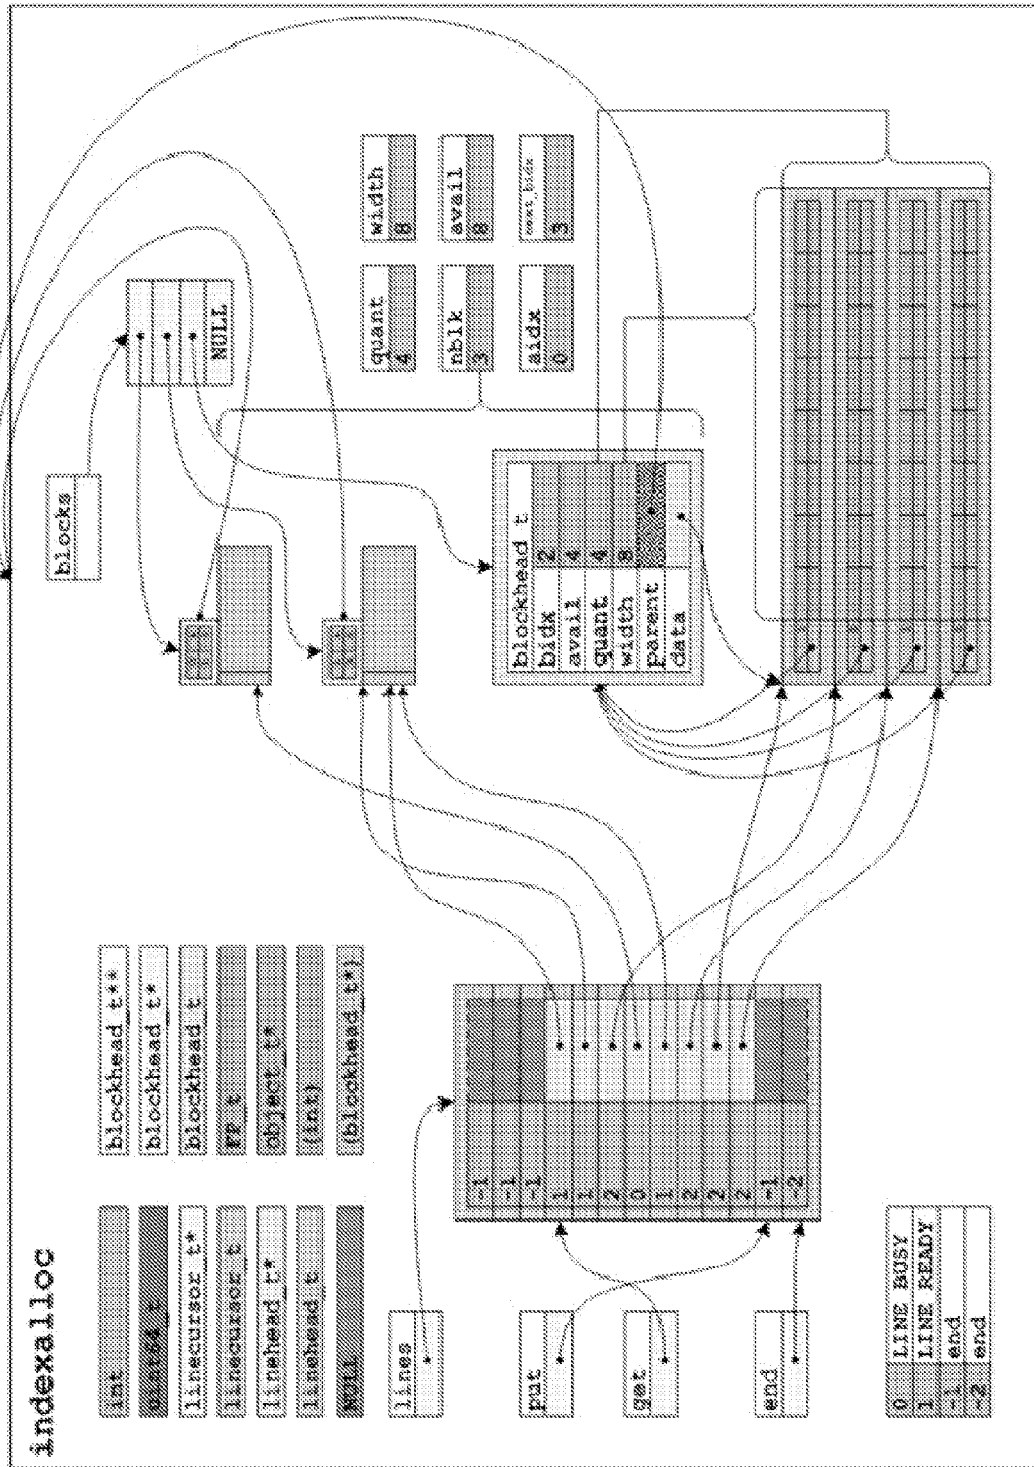 indexalloc
int
uint64_t
linecursor_t*
linecursor_t
linehead_t*
linehead_t
NULL
blockhead_t**
blockhead_t*
blockhead_t
FP_t
object_t*
(int)
(blockhead_t*)
lines
put
get
end
-1
-1
-1
1
1
2
0
1
2
2
2
-1
-2
0 LINE BUSY
1 LINE READY
-1 end
-2 end
blocks
NULL
quant
4
width
8
nblk
3
avail
8
aidx
0
next_bidx
3
blockhead t
bidx 2
avail 4
quant 4
width 8
parent
data